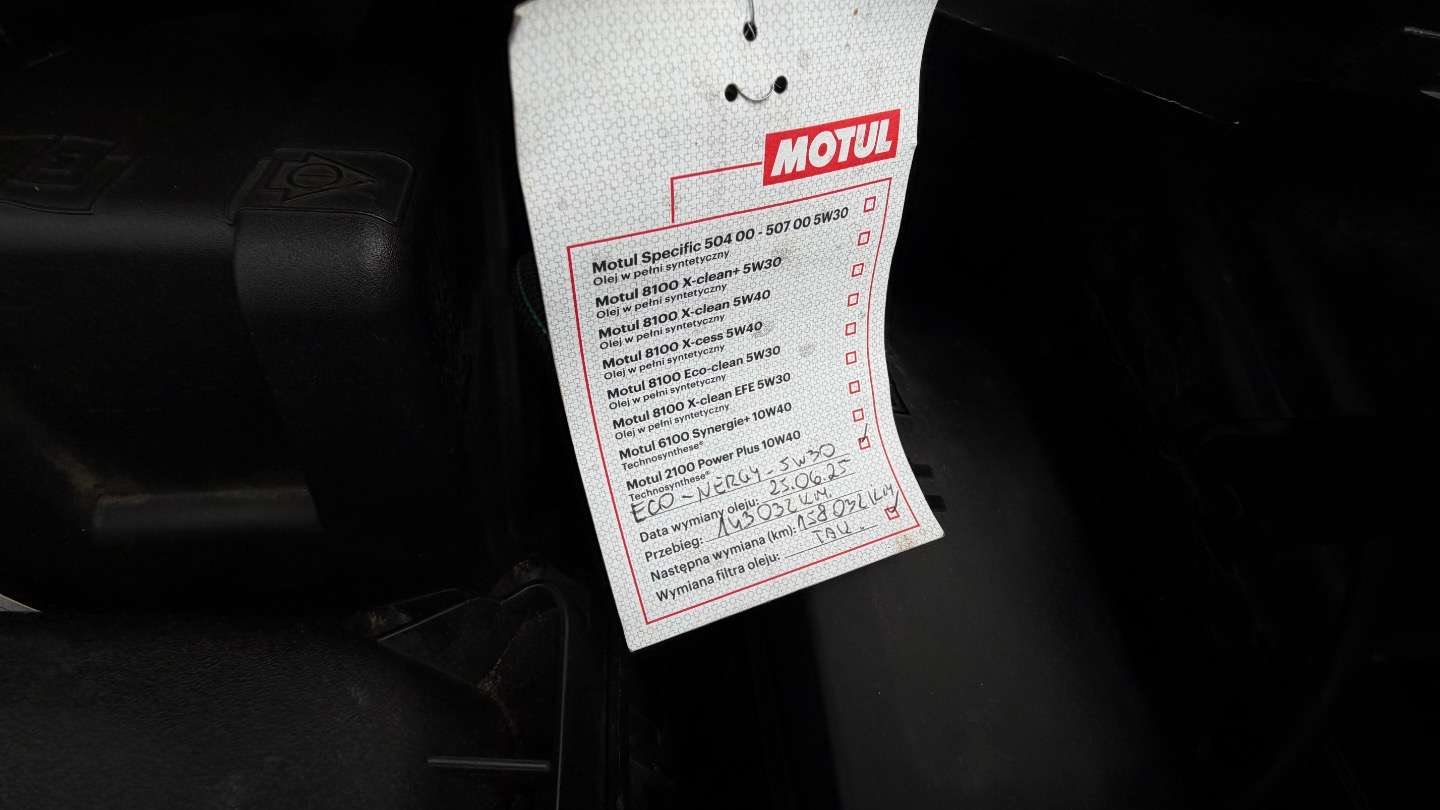 MOTUL
Motul Specific 504 00 - 507 00 5W30
Olej w pełni syntetyczny
Motul 8100 X-clean+ 5W30
Olej w pełni syntetyczny
Motul 8100 X-clean 5W40
Olej w pełni syntetyczny
Motul 8100 X-cess 5W40
Olej w pełni syntetyczny
Motul 8100 Eco-clean 5W30
Olej w pełni syntetyczny
Motul 8100 X-clean EFE 5W30
Olej w pełni syntetyczny
Motul 6100 Synergie+ 10W40
Technosynthese®
Motul 2100 Power Plus 10W40
Technosynthese®
ECO-NERGY-5W30
Data wymiany oleju: 25.06.25
Przebieg: 143032 KM.
Następna wymiana (km): 158032 KM
Wymiana filtra oleju: TAK.